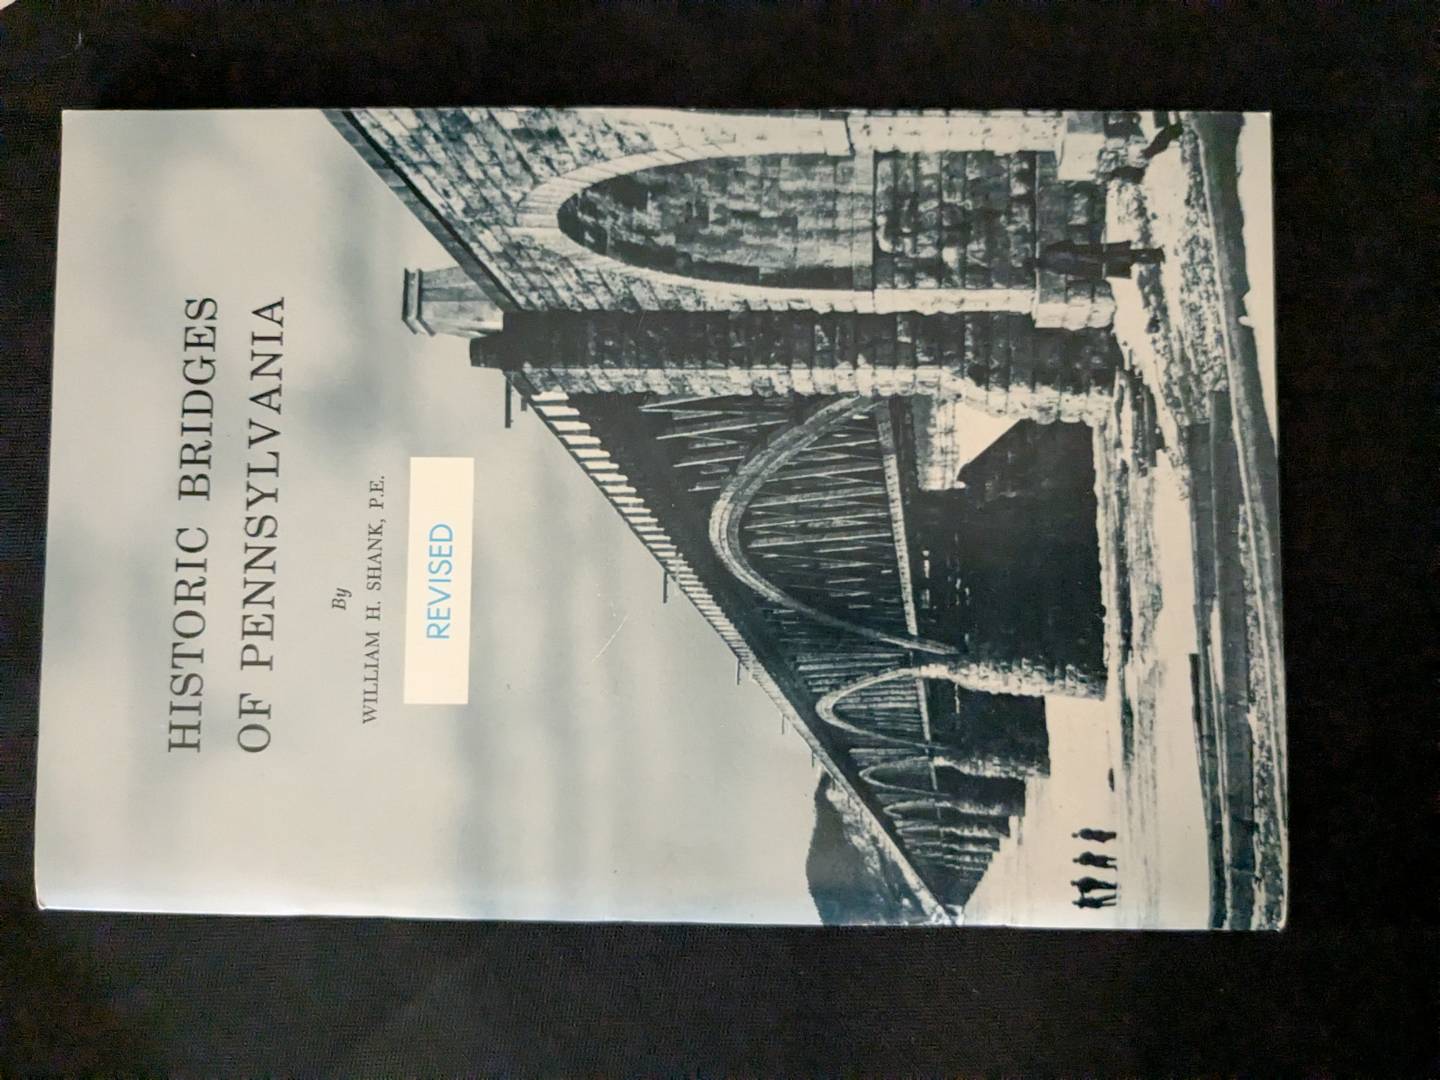 HISTORIC BRIDGES
OF PENNSYLVANIA
By
WILLIAM H. SHANK, P.E.
REVISED